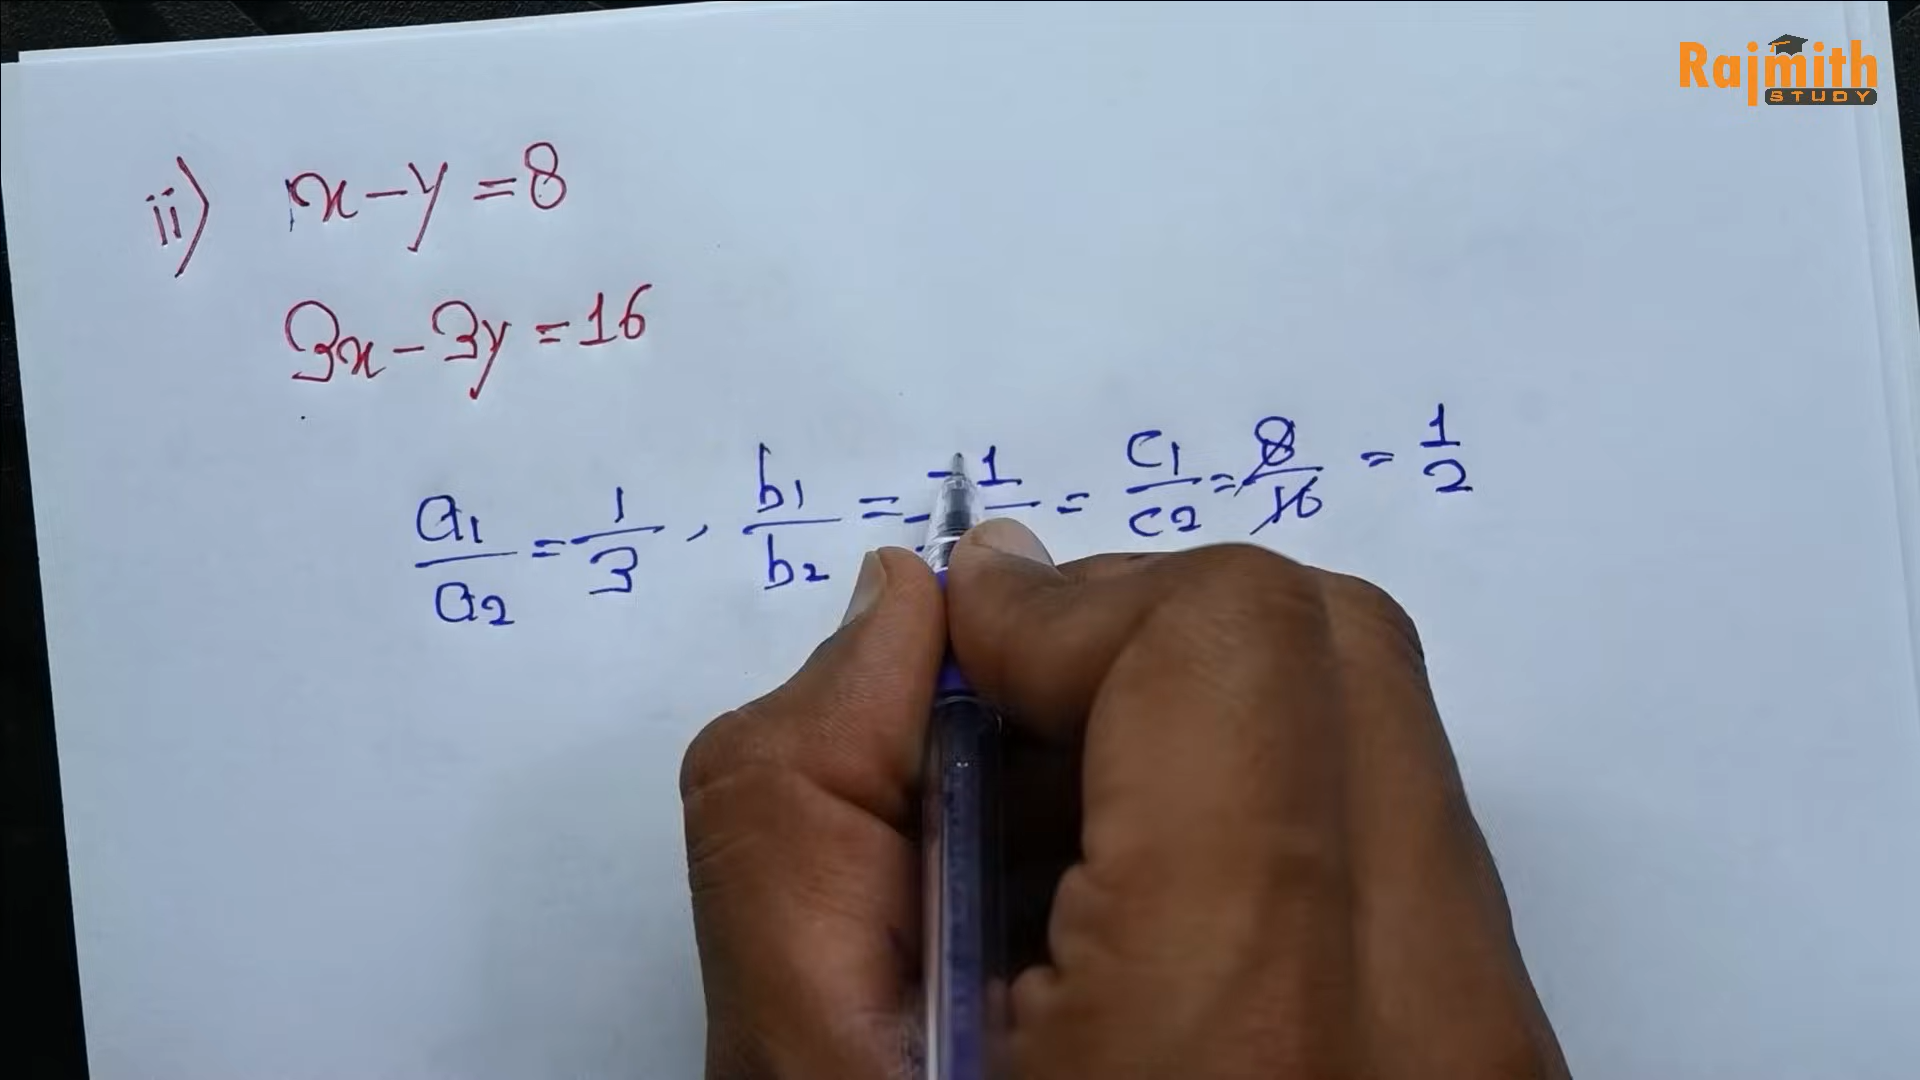 Rajmith
STUDY
ii) x-y=8
3x-3y=16
a1/a2 = 1/3, b1/b2 = -1/- = c1/c2 = 8/16 = 1/2